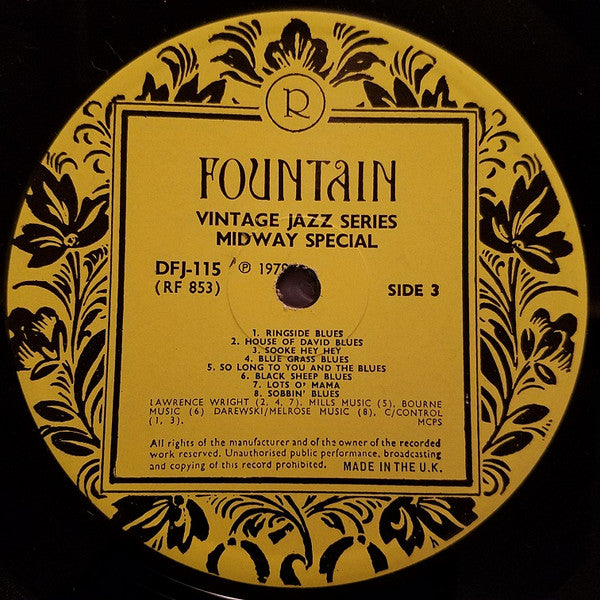 R
FOUNTAIN
VINTAGE JAZZ SERIES
MIDWAY SPECIAL
DFJ-115 ℗ 1979
(RF 853) SIDE 3
1. RINGSIDE BLUES
2. HOUSE OF DAVID BLUES
3. SOOKE HEY HEY
4. BLUE GRASS BLUES
5. SO LONG TO YOU AND THE BLUES
6. BLACK SHEEP BLUES
7. LOTS O' MAMA
8. SOBBIN' BLUES
LAWRENCE WRIGHT (2, 4, 7). MILLS MUSIC (5), BOURNE
MUSIC (6) DAREWSKI/MELROSE MUSIC (8), C/CONTROL
(1, 3). MCPS
All rights of the manufacturer and of the owner of the recorded
work reserved. Unauthorised public performance, broadcasting
and copying of this record prohibited. MADE IN THE U.K.